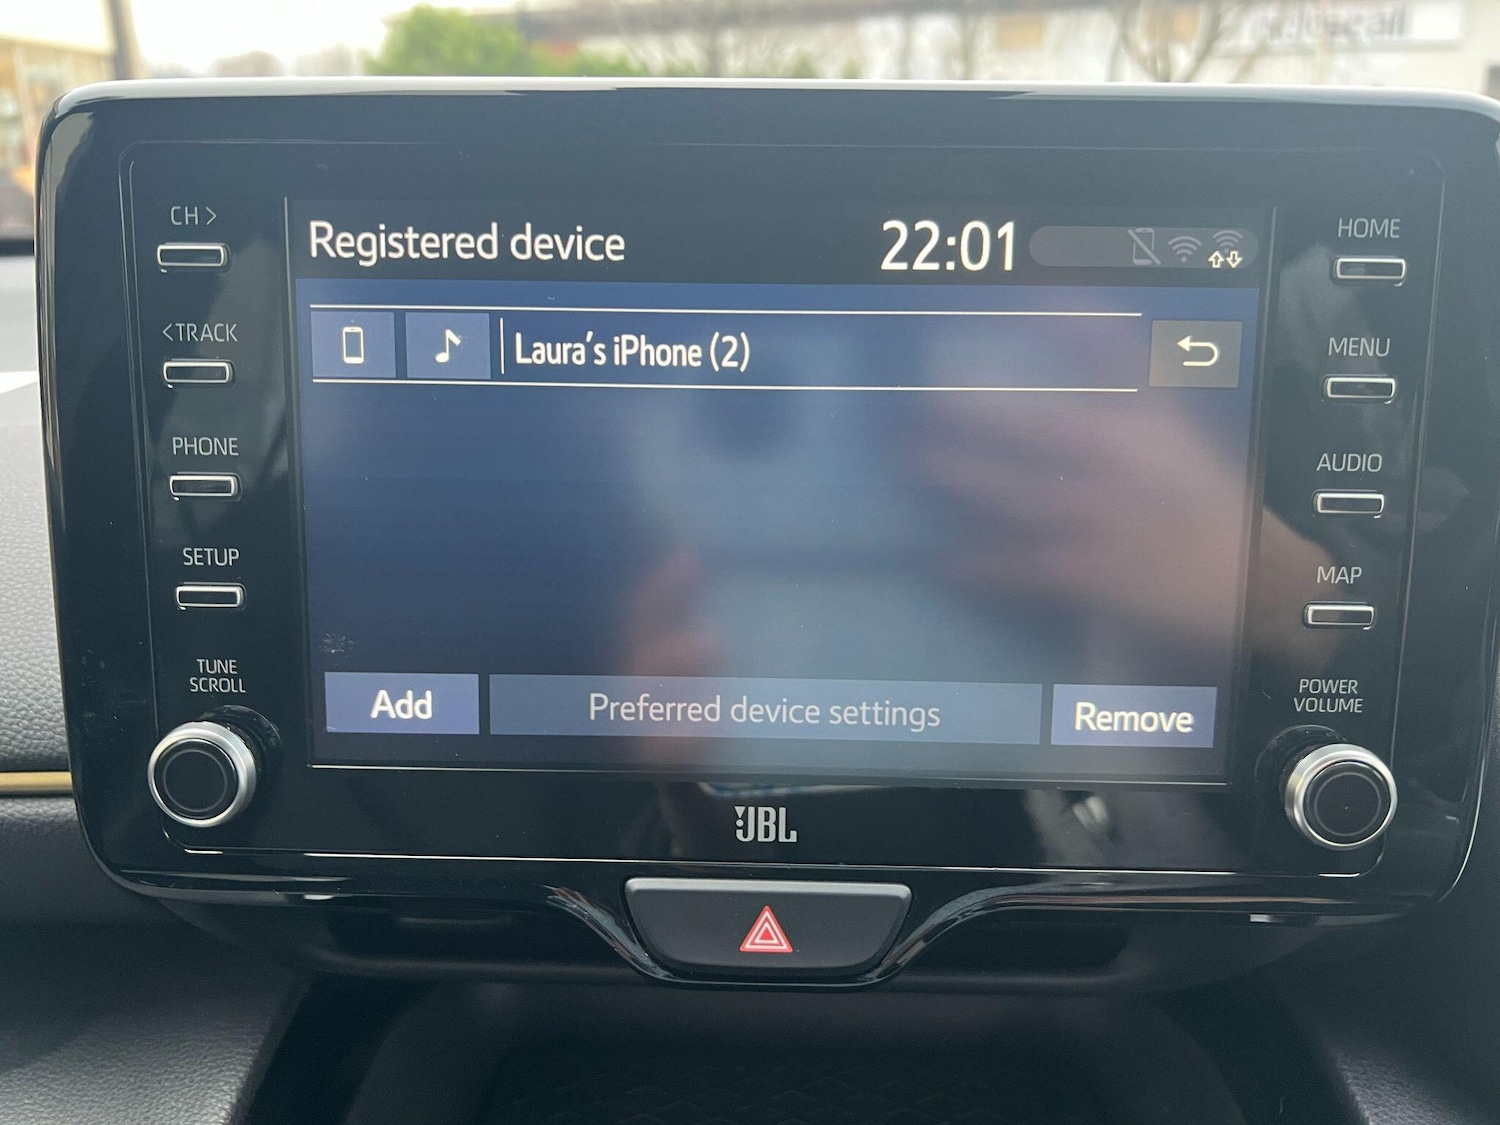 CH >
Registered device
22:01
HOME
<TRACK
Laura's iPhone (2)
MENU
PHONE
AUDIO
SETUP
MAP
TUNE
SCROLL
Add
Preferred device settings
Remove
POWER
VOLUME
JBL